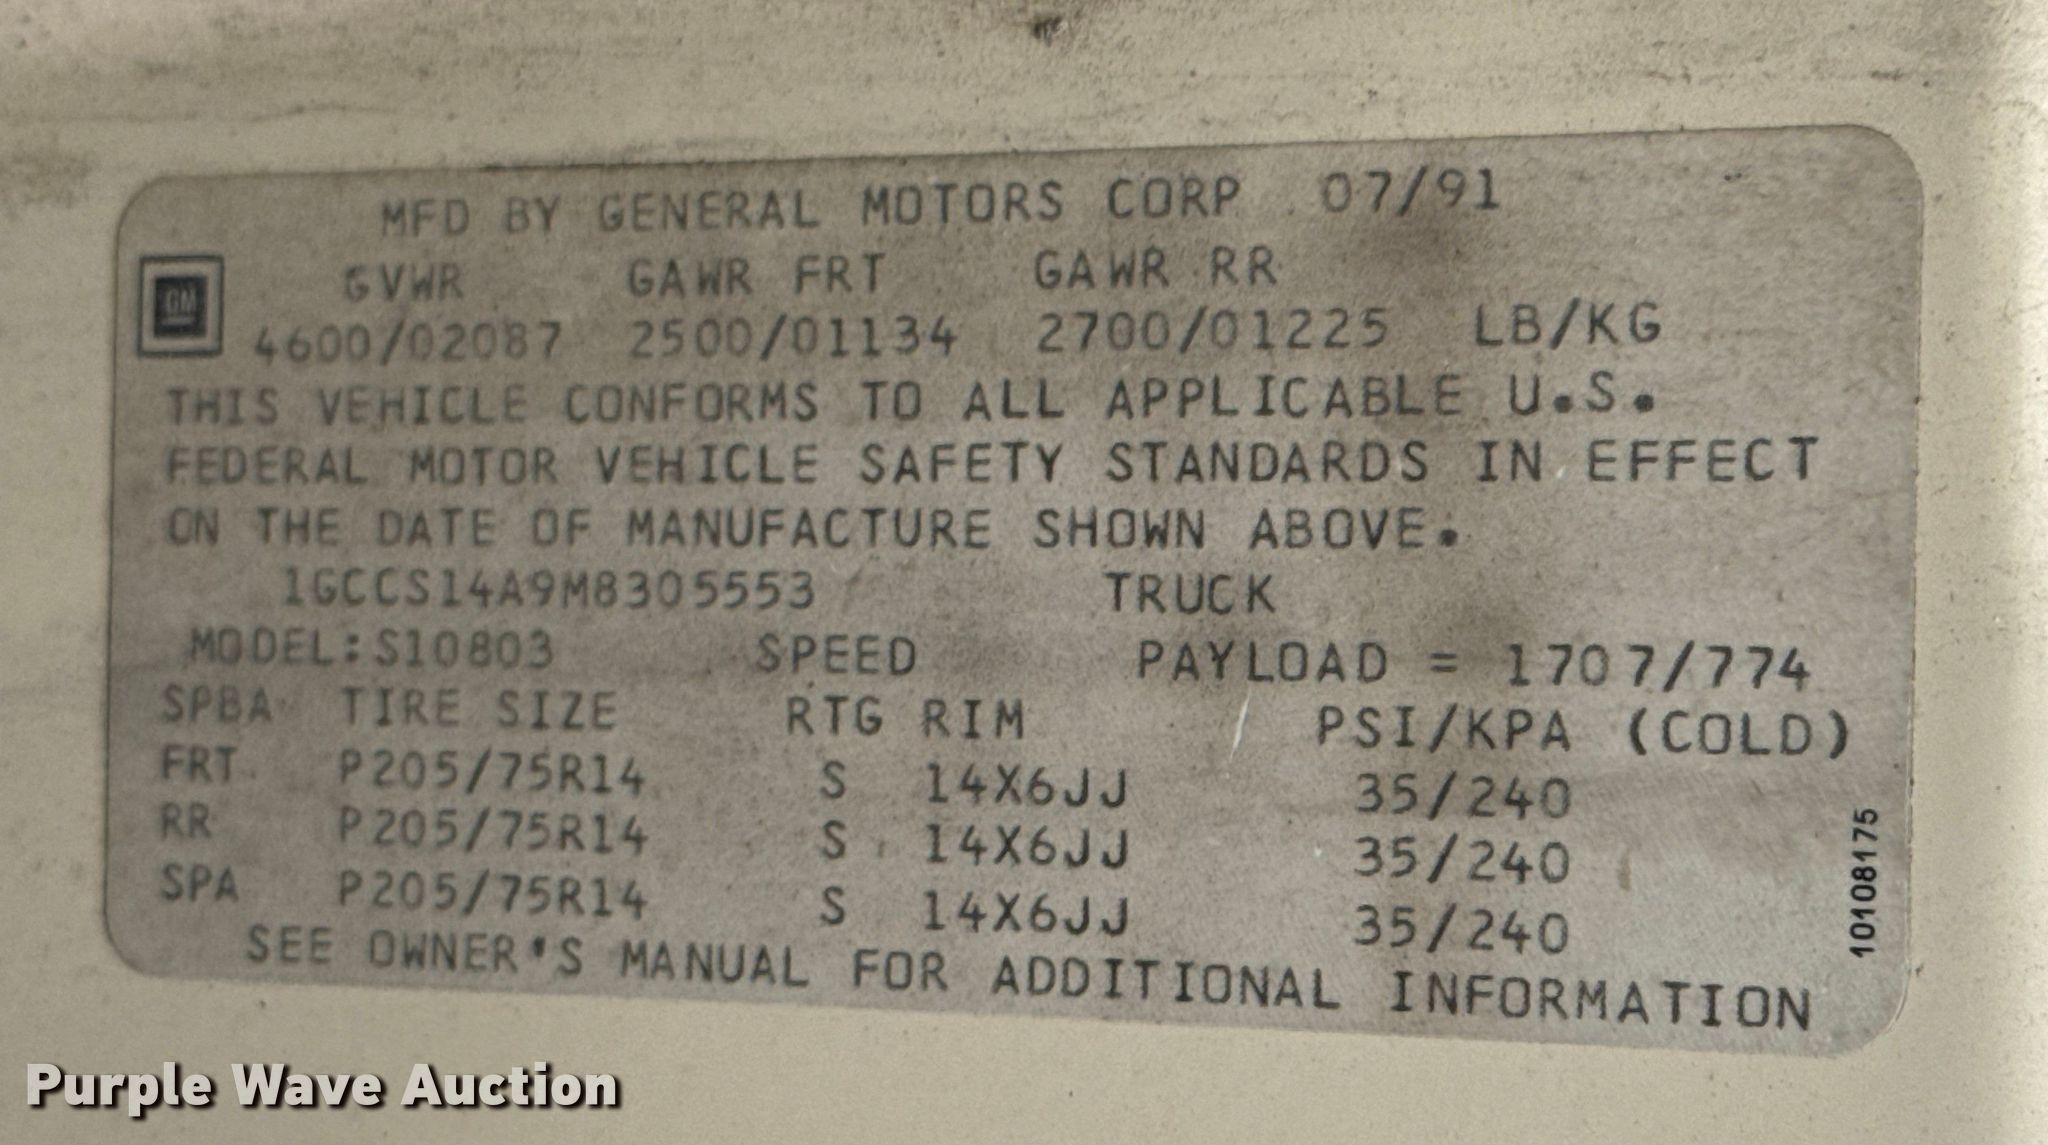 MFD BY GENERAL MOTORS CORP 07/91
GM
GVWR GAWR FRT GAWR RR
4600/02087 2500/01134 2700/01225 LB/KG
THIS VEHICLE CONFORMS TO ALL APPLICABLE U.S.
FEDERAL MOTOR VEHICLE SAFETY STANDARDS IN EFFECT
ON THE DATE OF MANUFACTURE SHOWN ABOVE.
1GCCS14A9M8305553 TRUCK
MODEL:S10803 SPEED PAYLOAD = 1707/774
SPBA TIRE SIZE RTG RIM PSI/KPA (COLD)
FRT P205/75R14 S 14X6JJ 35/240
RR P205/75R14 S 14X6JJ 35/240
SPA P205/75R14 S 14X6JJ 35/240
SEE OWNER'S MANUAL FOR ADDITIONAL INFORMATION
10108175
Purple Wave Auction